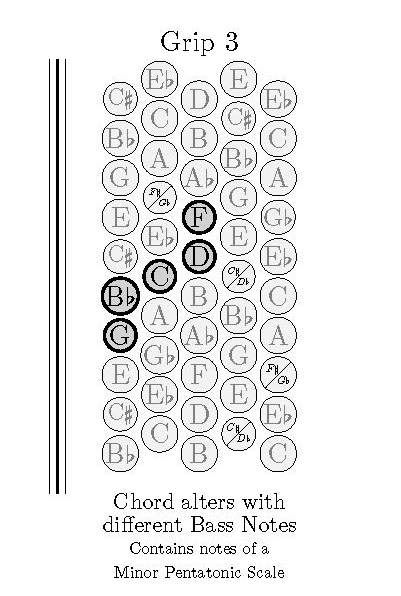 Grip 3
E♭ E
C♯ D E♭
C C♯
B♭ B C
A B♭
G A♭ A
F♯/G♭ G
E F G♭
E♭ E
C♯ D E♭
C C♯/D♭
B♭ B C
A B♭
G A♭ A
G♭ G
E F F♯/G♭
E♭ E
C♯ D E♭
C C♯/D♭
B♭ B C
Chord alters with
different Bass Notes
Contains notes of a
Minor Pentatonic Scale